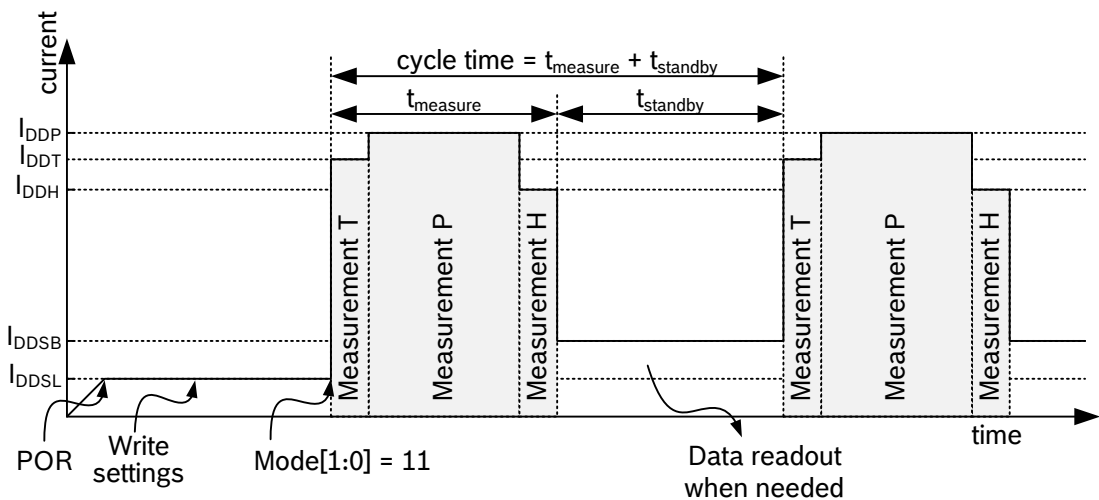 current
cycle time = tmeasure + tstandby
tmeasure
tstandby
IDDP
IDDT
IDDH
IDDSB
IDDSL
Measurement T
Measurement P
Measurement H
Measurement T
Measurement P
Measurement H
time
POR
Write
settings
Mode[1:0] = 11
Data readout
when needed